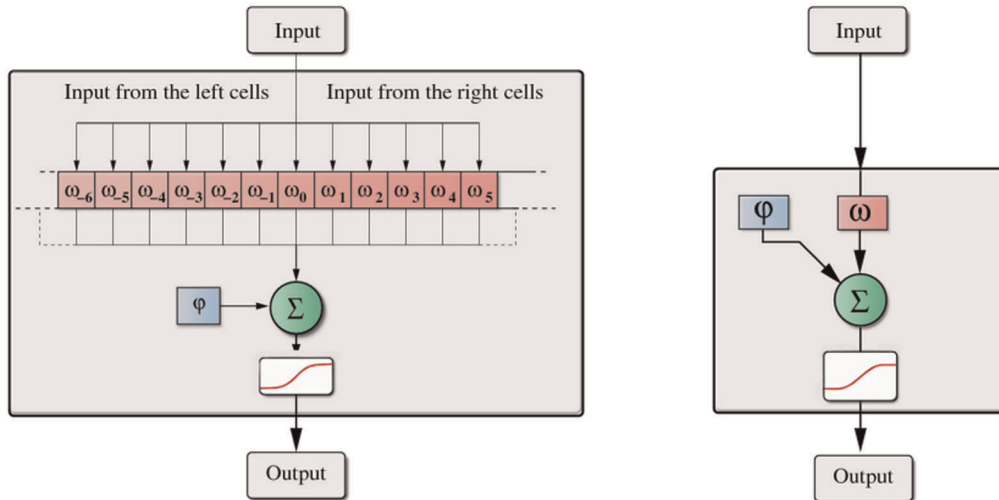 Input
Input from the left cells
Input from the right cells
ω₋₆ ω₋₅ ω₋₄ ω₋₃ ω₋₂ ω₋₁ ω₀ ω₁ ω₂ ω₃ ω₄ ω₅
φ
Σ
Output
Input
φ
ω
Σ
Output